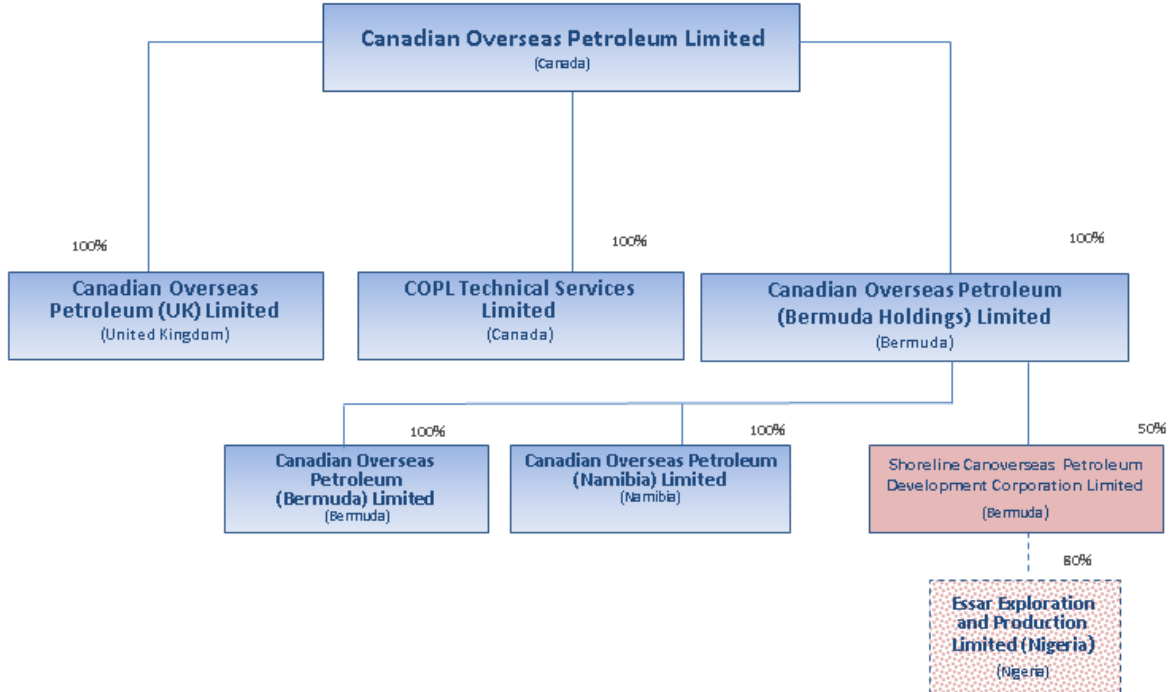 Canadian Overseas Petroleum Limited
(Canada)
100%
100%
100%
Canadian Overseas
Petroleum (UK) Limited
(United Kingdom)
COPL Technical Services
Limited
(Canada)
Canadian Overseas Petroleum
(Bermuda Holdings) Limited
(Bermuda)
100%
100%
50%
Canadian Overseas
Petroleum
(Bermuda) Limited
(Bermuda)
Canadian Overseas Petroleum
(Namibia) Limited
(Namibia)
Shoreline Canoverseas Petroleum
Development Corporation Limited
(Bermuda)
80%
Essar Exploration
and Production
Limited (Nigeria)
(Nigeria)